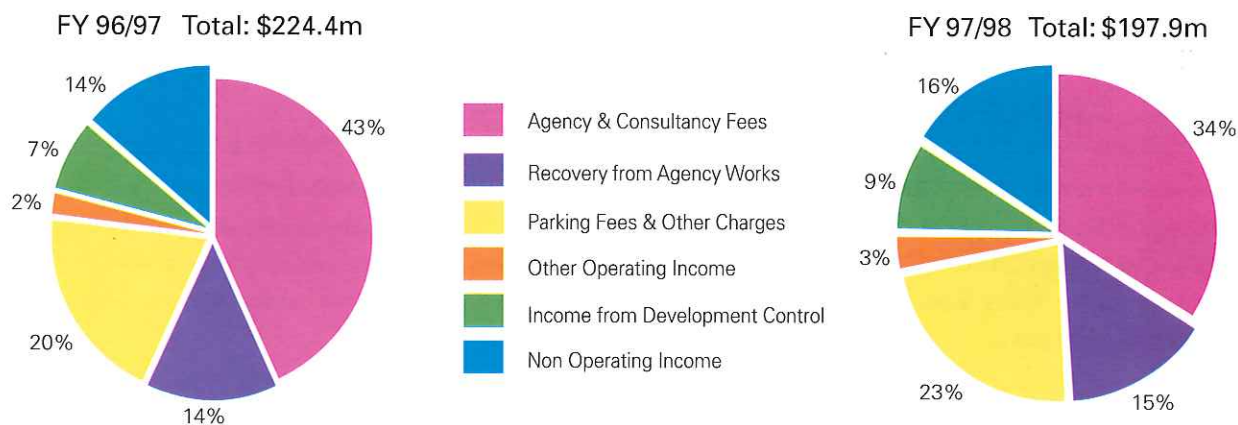 FY 96/97 Total: $224.4m
14%
43%
7%
2%
20%
14%
Agency & Consultancy Fees
Recovery from Agency Works
Parking Fees & Other Charges
Other Operating Income
Income from Development Control
Non Operating Income
FY 97/98 Total: $197.9m
16%
34%
9%
3%
23%
15%